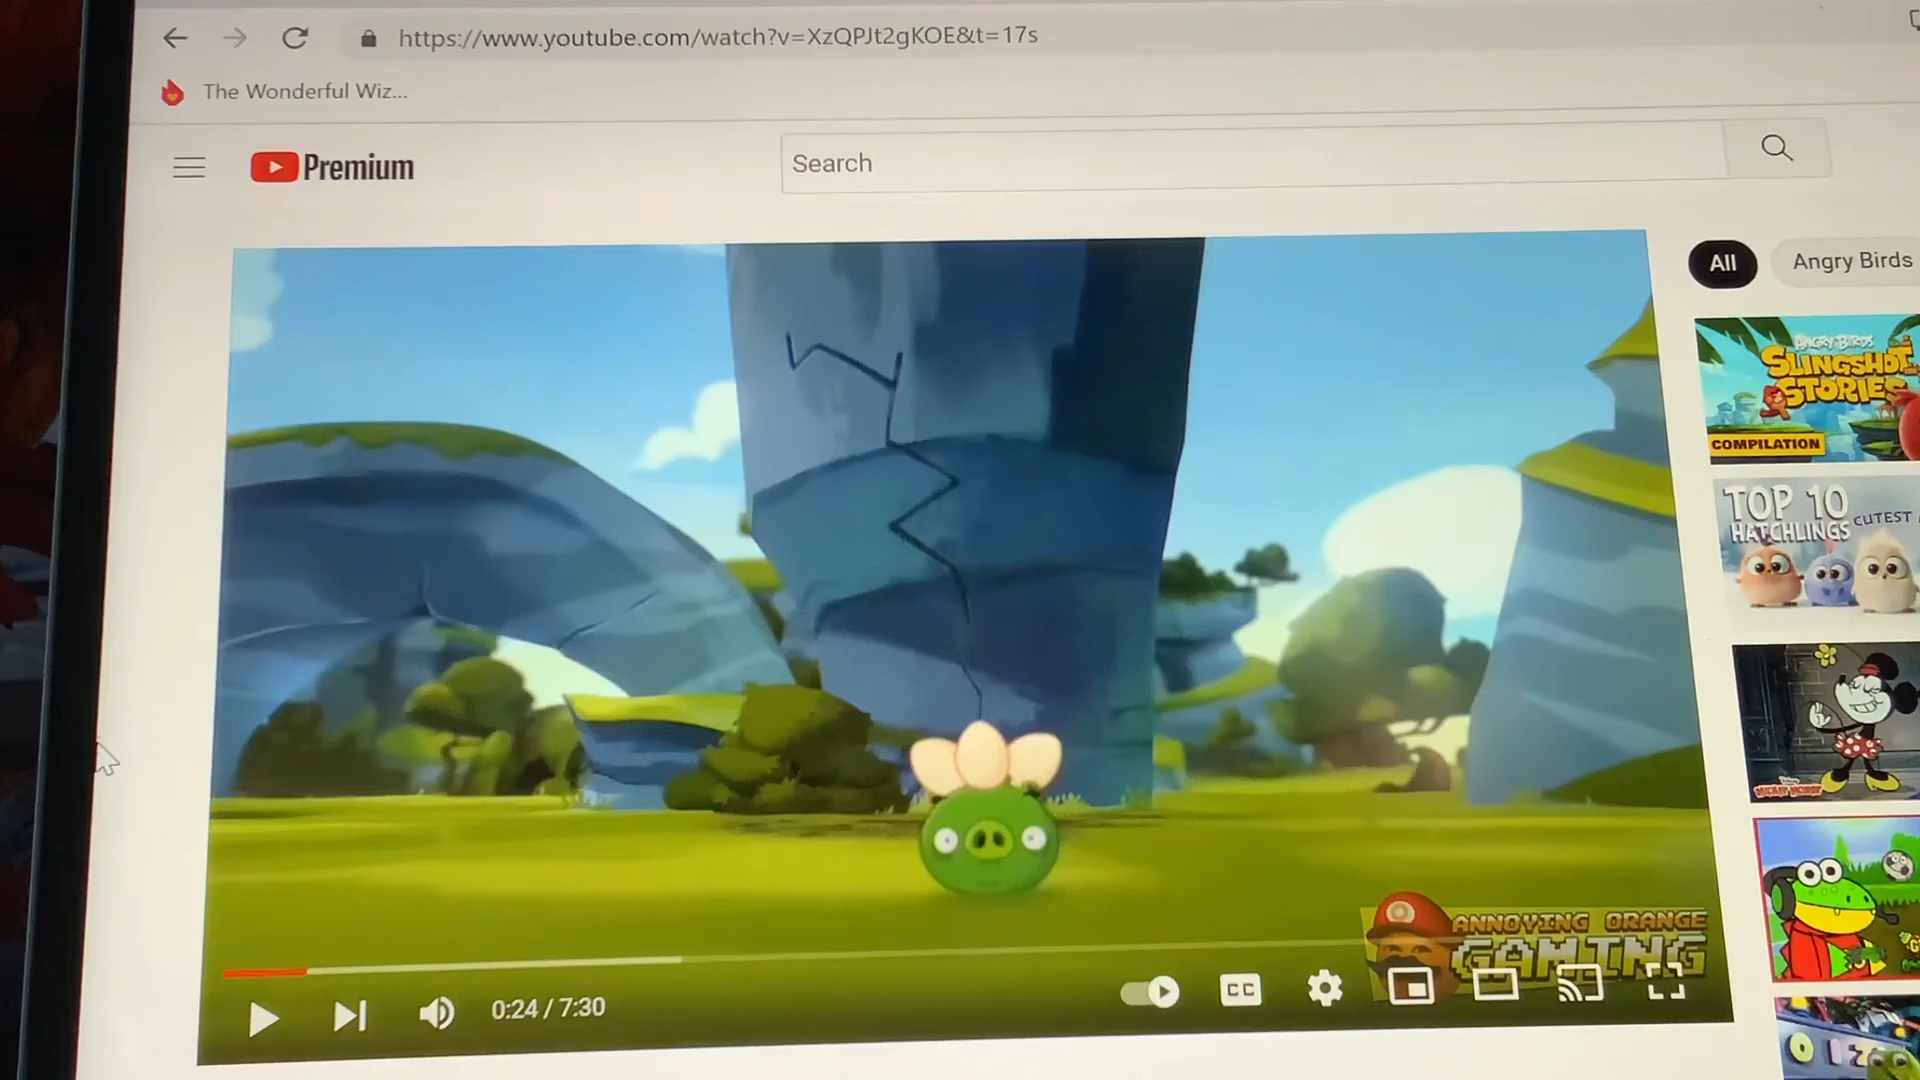 https://www.youtube.com/watch?v=XzQPJt2gKOE&t=17s
The Wonderful Wiz...
Premium
Search
All
Angry Birds
ANGRY BIRDS
SLINGSHOT
STORIES
COMPILATION
TOP 10
CUTEST
HATCHLINGS
ANNOYING ORANGE
GAMING
CC
0:24 / 7:30